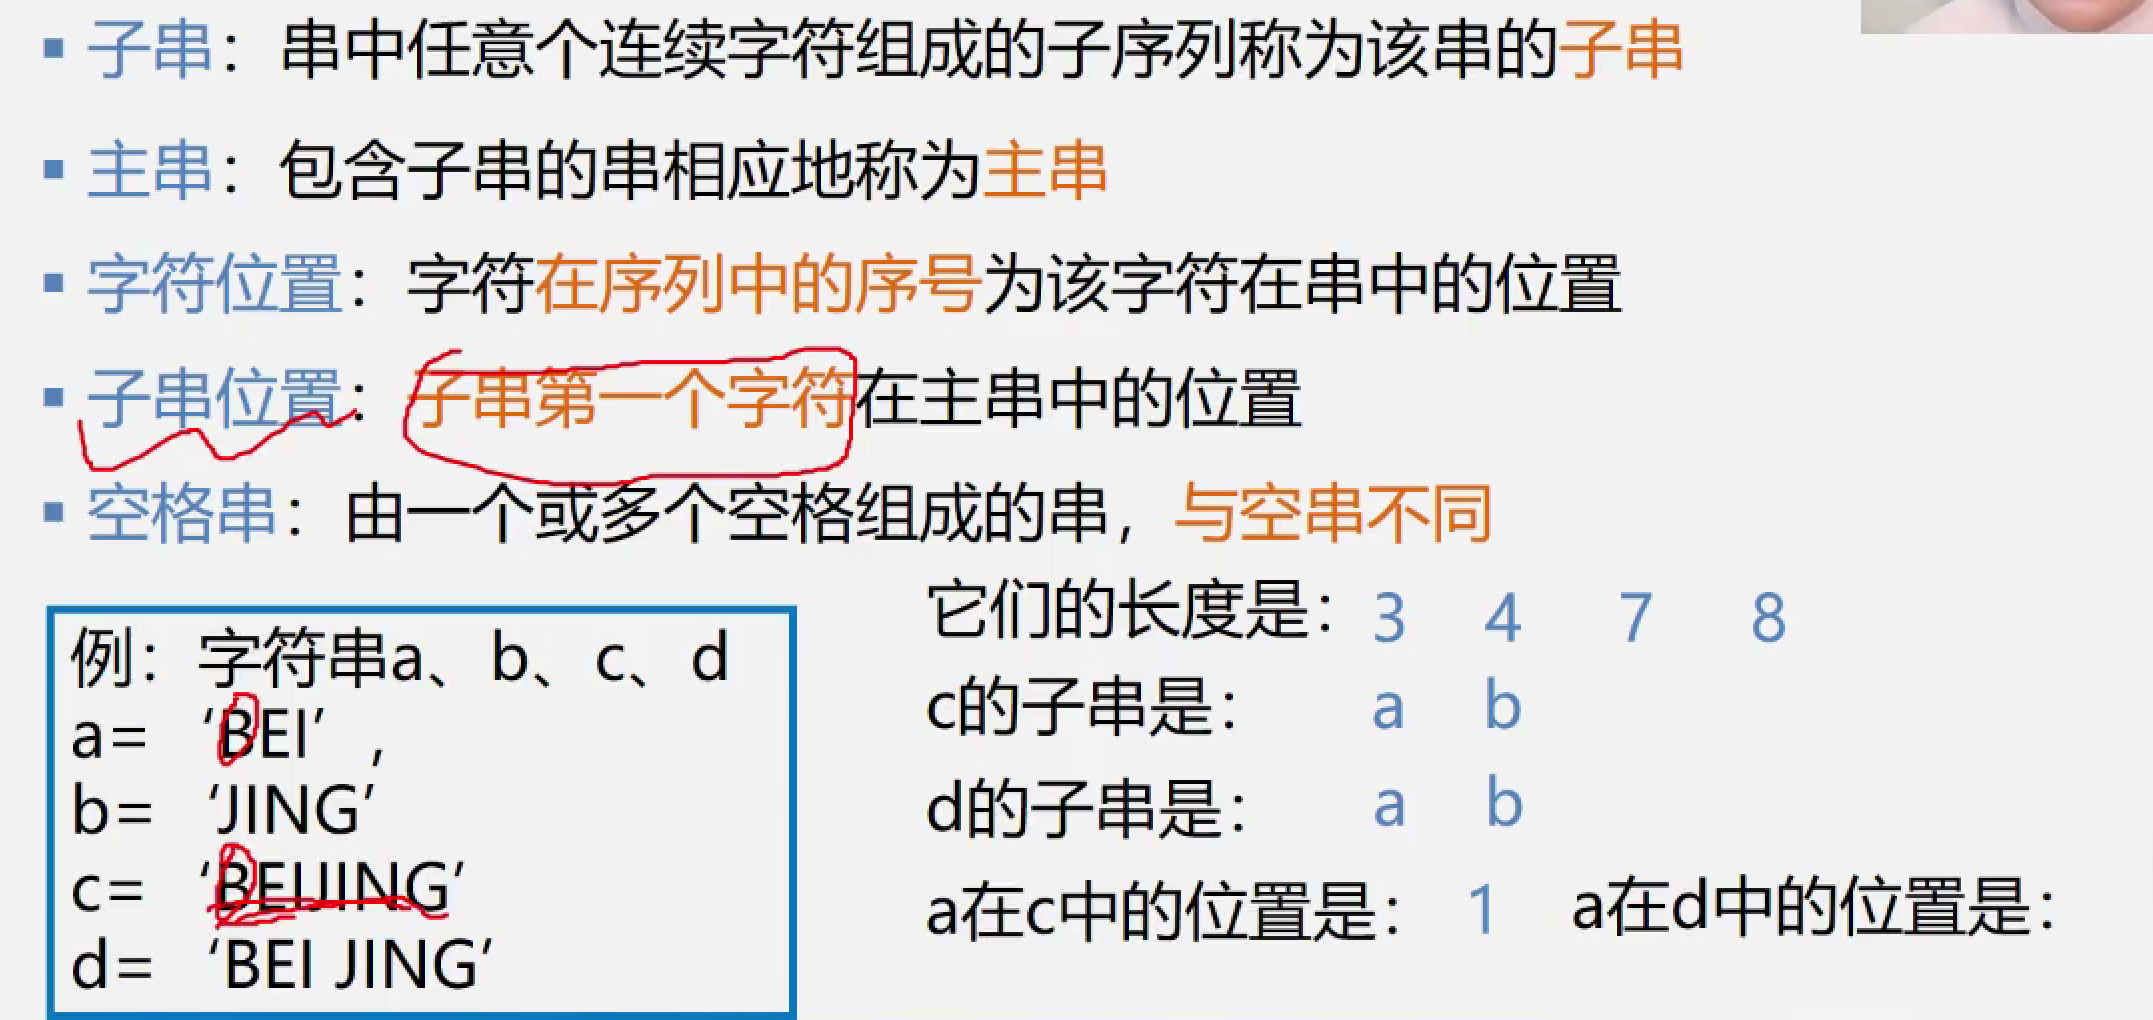 ▪ 子串：串中任意个连续字符组成的子序列称为该串的子串
▪ 主串：包含子串的串相应地称为主串
▪ 字符位置：字符在序列中的序号为该字符在串中的位置
▪ 子串位置：子串第一个字符在主串中的位置
▪ 空格串：由一个或多个空格组成的串，与空串不同
例：字符串a、b、c、d
a= ‘BEI’，
b= ‘JING’
c= ‘BEIJING’
d= ‘BEI JING’
它们的长度是：3 4 7 8
c的子串是： a b
d的子串是： a b
a在c中的位置是： 1 a在d中的位置是：